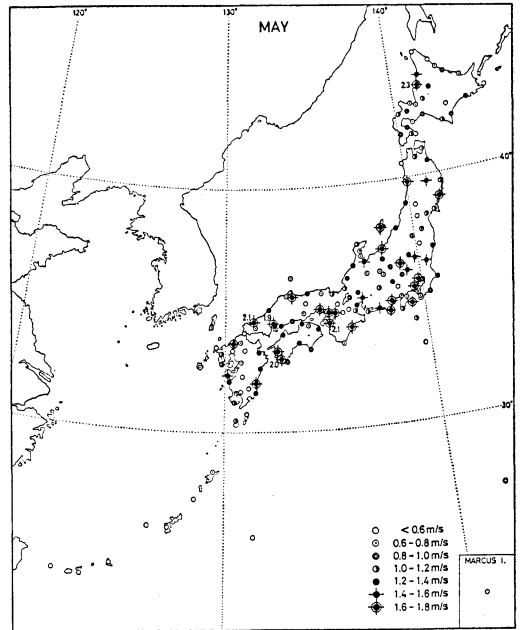 120°
130°
MAY
140°
2.3
40°
2.1
1.9
2.1
2.0
30°
< 0.6 m/s
0.6 - 0.8 m/s
0.8 - 1.0 m/s
1.0 - 1.2 m/s
1.2 - 1.4 m/s
1.4 - 1.6 m/s
1.6 - 1.8 m/s
MARCUS I.